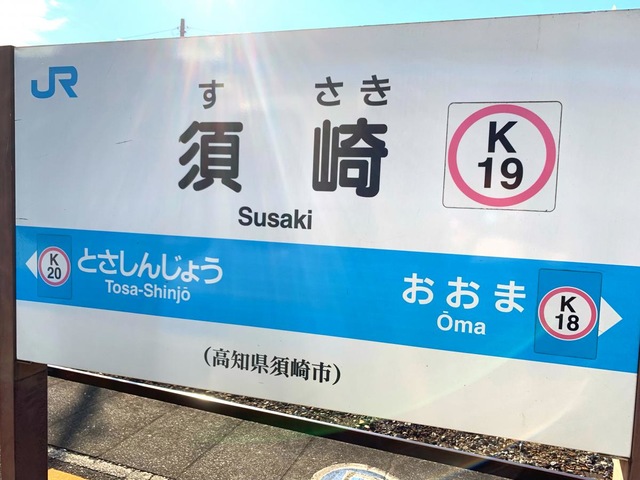 JR
す さき
須 崎
Susaki
K
19
K
20
とさしんじょう
Tosa-Shinjō
おおま
Ōma
K
18
(高知県須崎市)